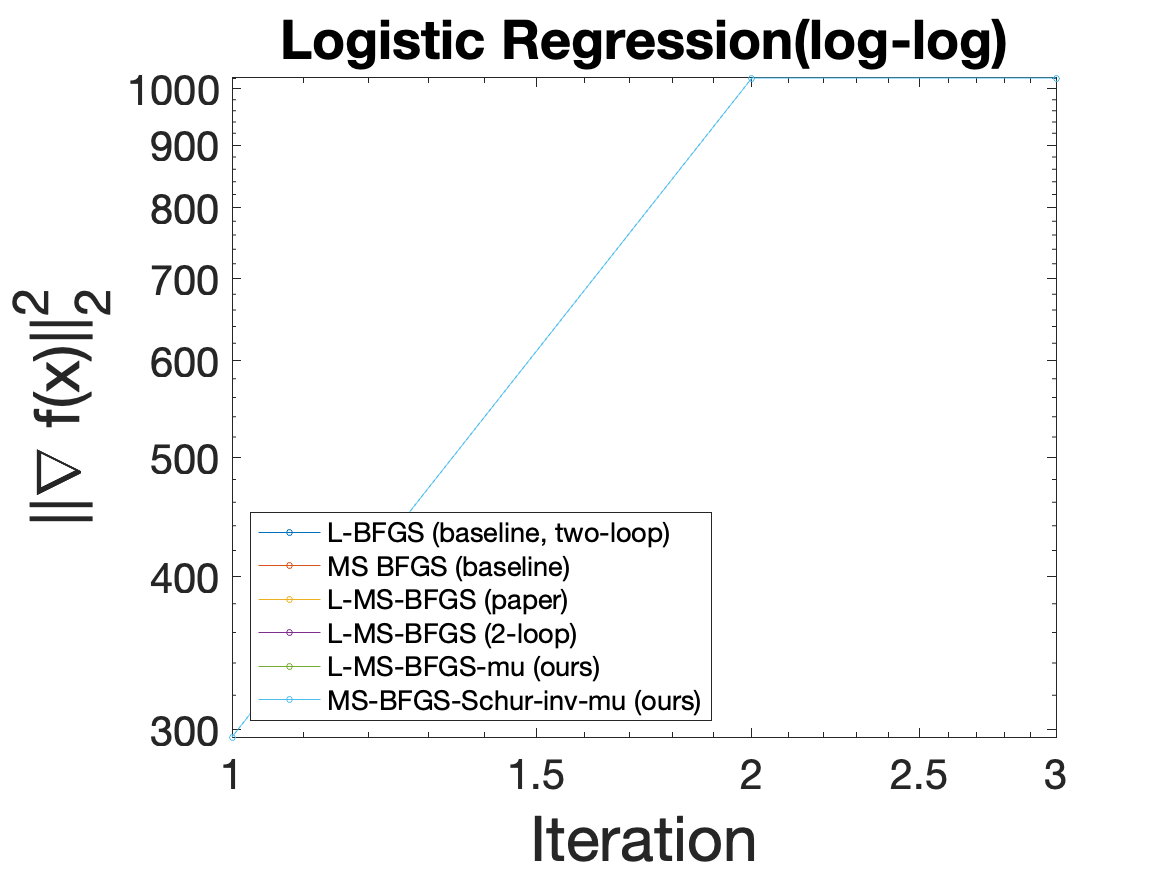 Logistic Regression(log-log)
1000
900
800
700
600
500
400
300
||∇ f(x)||₂²
L-BFGS (baseline, two-loop)
MS BFGS (baseline)
L-MS-BFGS (paper)
L-MS-BFGS (2-loop)
L-MS-BFGS-mu (ours)
MS-BFGS-Schur-inv-mu (ours)
1 1.5 2 2.5 3
Iteration